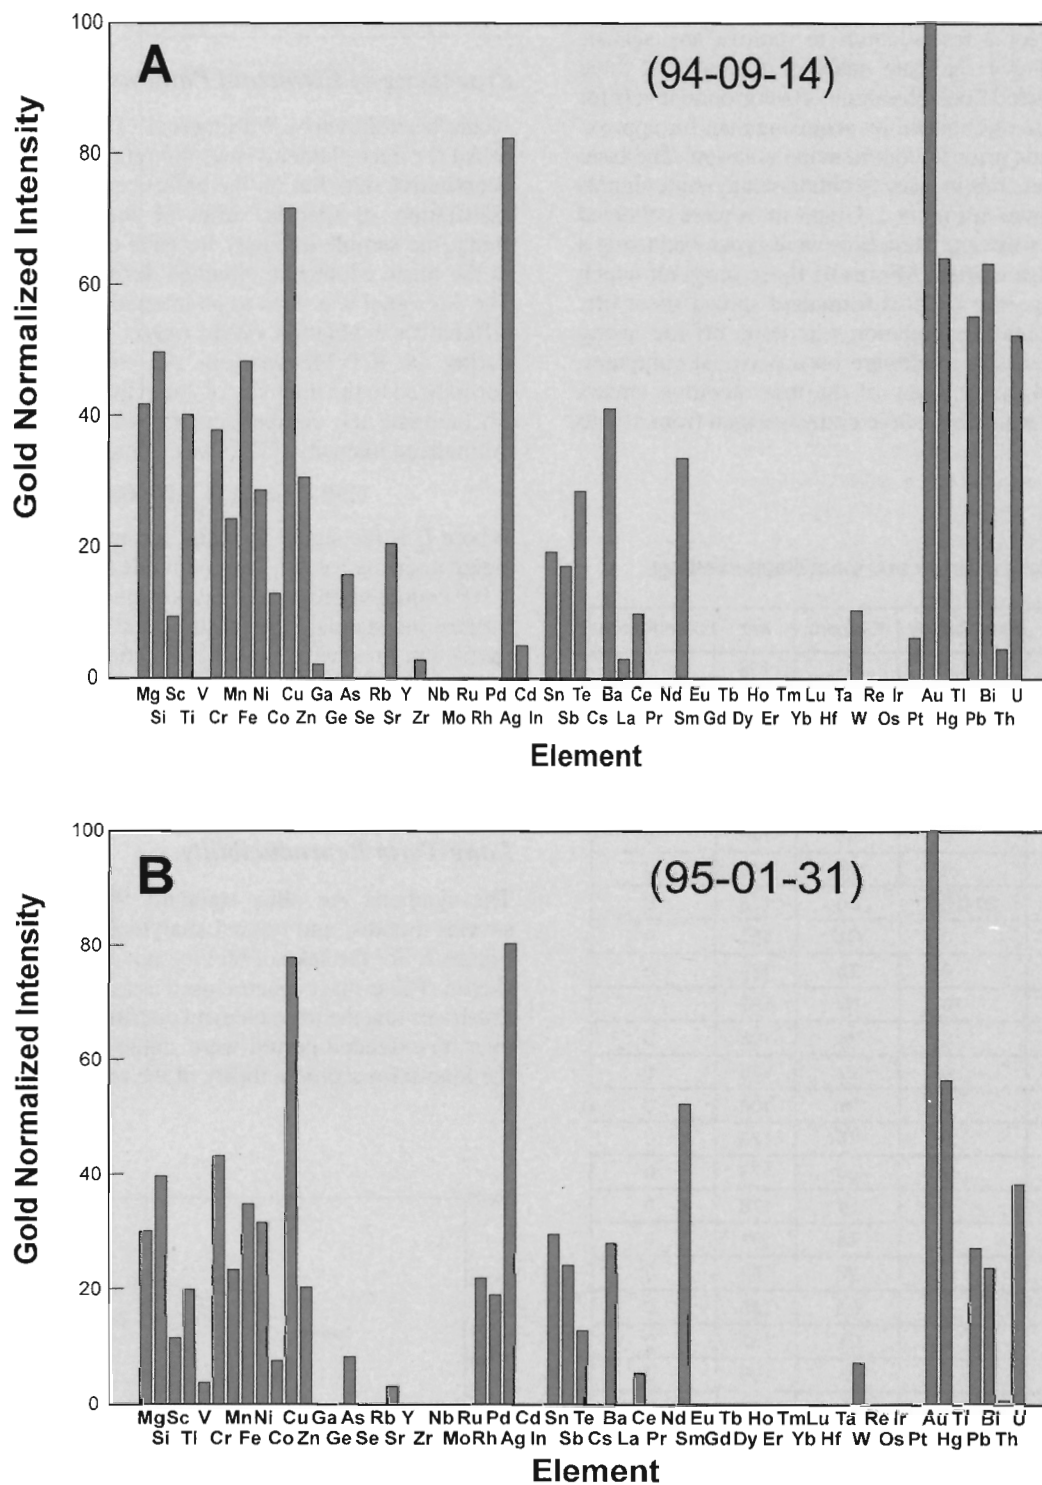 100
80
60
40
20
0
Gold Normalized Intensity
A
(94-09-14)
Mg Sc V Mn Ni Cu Ga As Rb Y Nb Ru Pd Cd Sn Te Ba Ce Nd Eu Tb Ho Tm Lu Ta Re Ir Au Tl Bi U
Si Ti Cr Fe Co Zn Ge Se Sr Zr Mo Rh Ag In Sb Cs La Pr Sm Gd Dy Er Yb Hf W Os Pt Hg Pb Th
Element
100
80
60
40
20
0
Gold Normalized Intensity
B
(95-01-31)
Mg Sc V Mn Ni Cu Ga As Rb Y Nb Ru Pd Cd Sn Te Ba Ce Nd Eu Tb Ho Tm Lu Ta Re Ir Au Tl Bi U
Si Ti Cr Fe Co Zn Ge Se Sr Zr Mo Rh Ag In Sb Cs La Pr Sm Gd Dy Er Yb Hf W Os Pt Hg Pb Th
Element